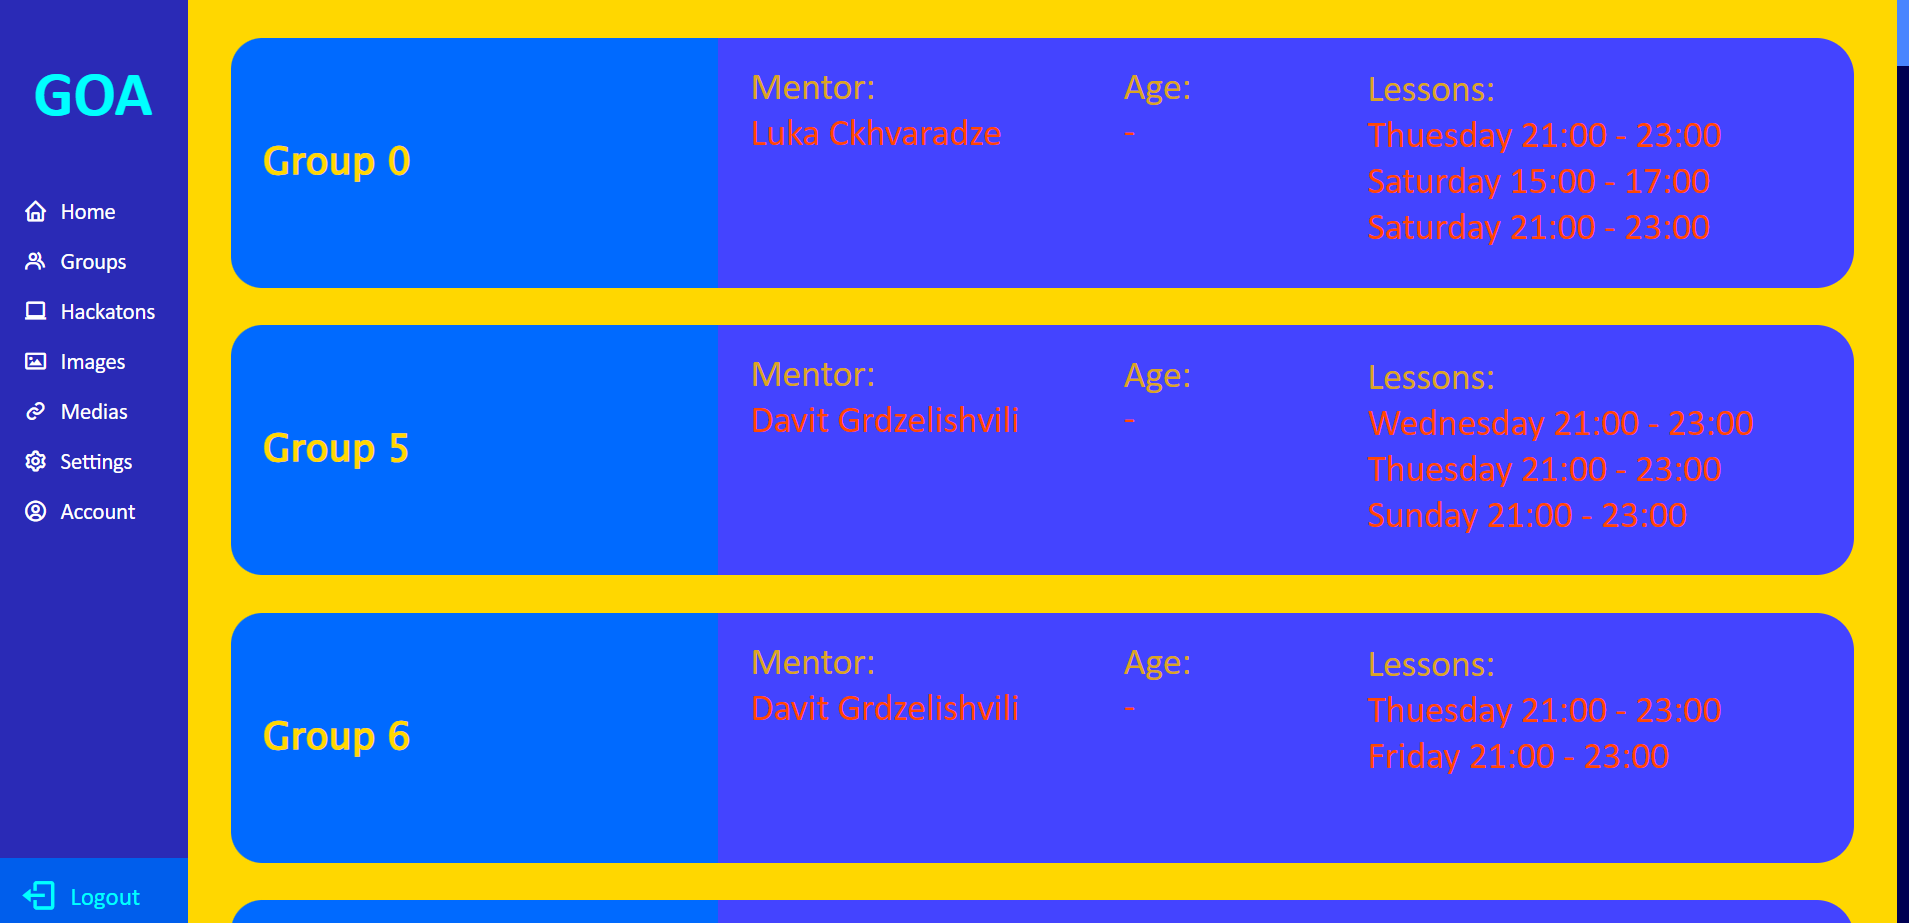 GOA
Home
Groups
Hackatons
Images
Medias
Settings
Account
Logout
Group 0
Mentor:
Luka Ckhvaradze
Age:
-
Lessons:
Thuesday 21:00 - 23:00
Saturday 15:00 - 17:00
Saturday 21:00 - 23:00
Group 5
Mentor:
Davit Grdzelishvili
Age:
-
Lessons:
Wednesday 21:00 - 23:00
Thuesday 21:00 - 23:00
Sunday 21:00 - 23:00
Group 6
Mentor:
Davit Grdzelishvili
Age:
-
Lessons:
Thuesday 21:00 - 23:00
Friday 21:00 - 23:00